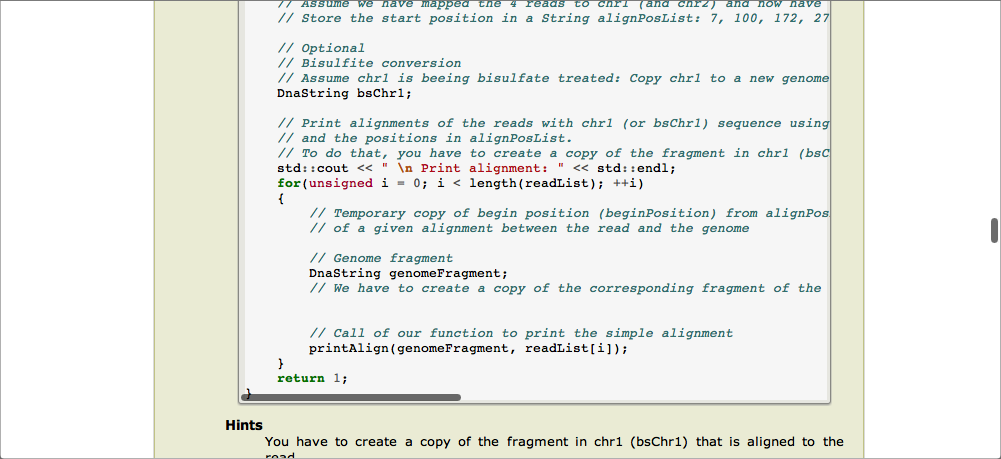 // Assume we have mapped the 4 reads to chr1 (and chr2) and now have
// Store the start position in a String alignPosList: 7, 100, 172, 27
// Optional
// Bisulfite conversion
// Assume chr1 is beeing bisulfate treated: Copy chr1 to a new genome
DnaString bsChr1;
// Print alignments of the reads with chr1 (or bsChr1) sequence using
// and the positions in alignPosList.
// To do that, you have to create a copy of the fragment in chr1 (bsC
std::cout << " \n Print alignment: " << std::endl;
for(unsigned i = 0; i < length(readList); ++i)
{
// Temporary copy of begin position (beginPosition) from alignPos
// of a given alignment between the read and the genome
// Genome fragment
DnaString genomeFragment;
// We have to create a copy of the corresponding fragment of the
// Call of our function to print the simple alignment
printAlign(genomeFragment, readList[i]);
}
return 1;
}
Hints
You have to create a copy of the fragment in chr1 (bsChr1) that is aligned to the
read